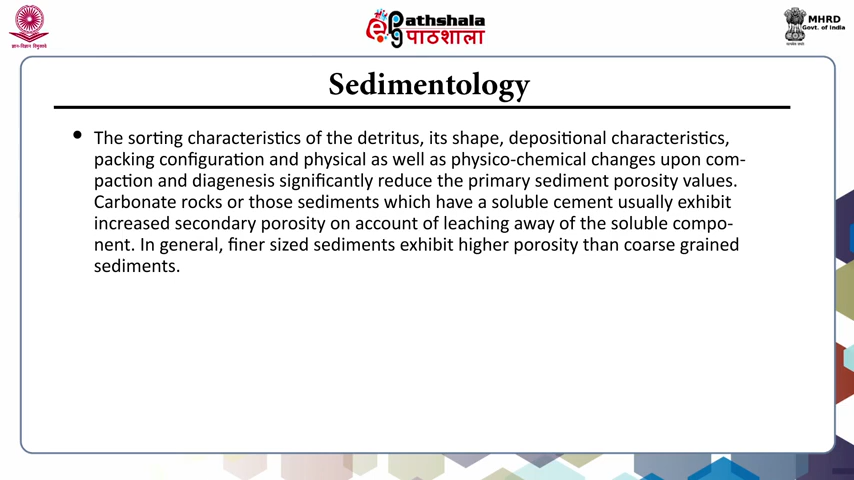 ज्ञान-विज्ञान विमुक्तये
ePathshala
पाठशाला
MHRD
Govt. of India
Sedimentology
• The sorting characteristics of the detritus, its shape, depositional characteristics,
packing configuration and physical as well as physico-chemical changes upon com-
paction and diagenesis significantly reduce the primary sediment porosity values.
Carbonate rocks or those sediments which have a soluble cement usually exhibit
increased secondary porosity on account of leaching away of the soluble compo-
nent. In general, finer sized sediments exhibit higher porosity than coarse grained
sediments.